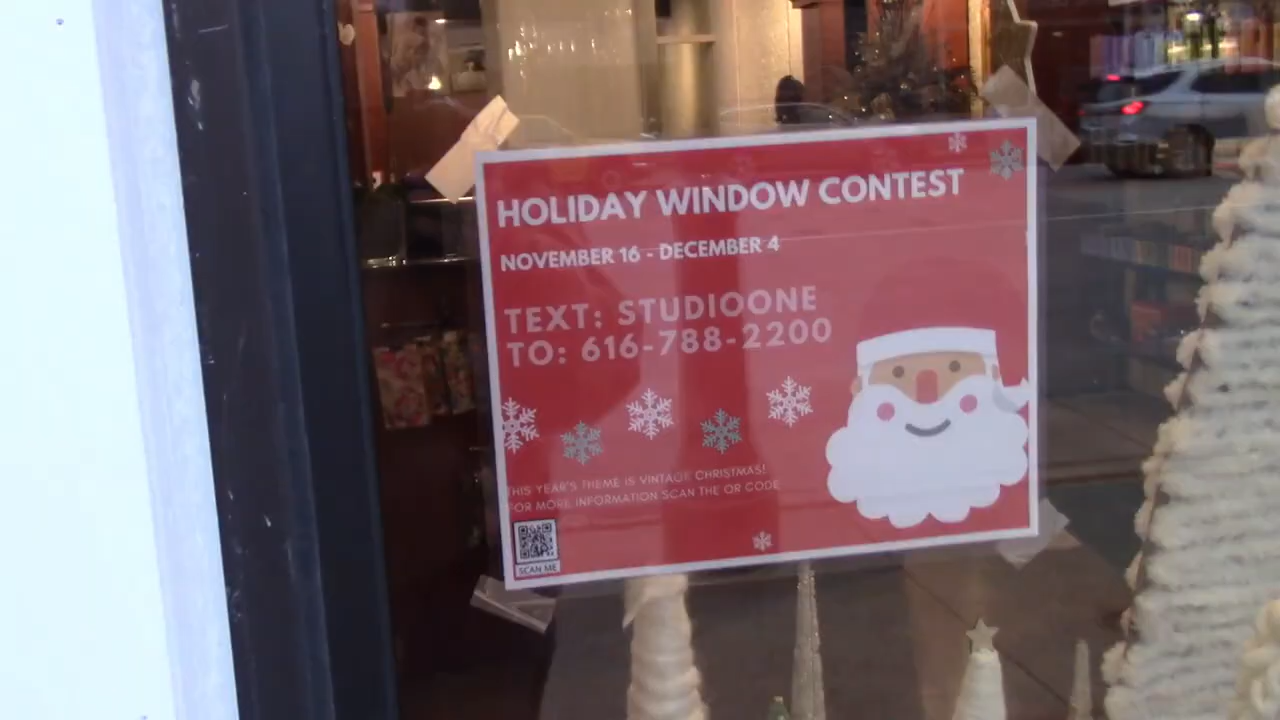 HOLIDAY WINDOW CONTEST
NOVEMBER 16 - DECEMBER 4
TEXT: STUDIOONE
TO: 616-788-2200
THIS YEAR'S THEME IS VINTAGE CHRISTMAS!
FOR MORE INFORMATION SCAN THE QR CODE
SCAN ME